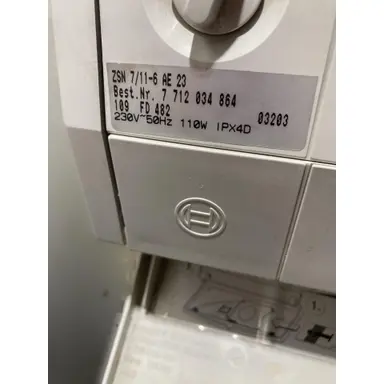 ZSN 7/11-6 AE 23
Best.Nr. 7 712 034 864
109 FD 482 03203
230V~50Hz 110W IPX4D
1.